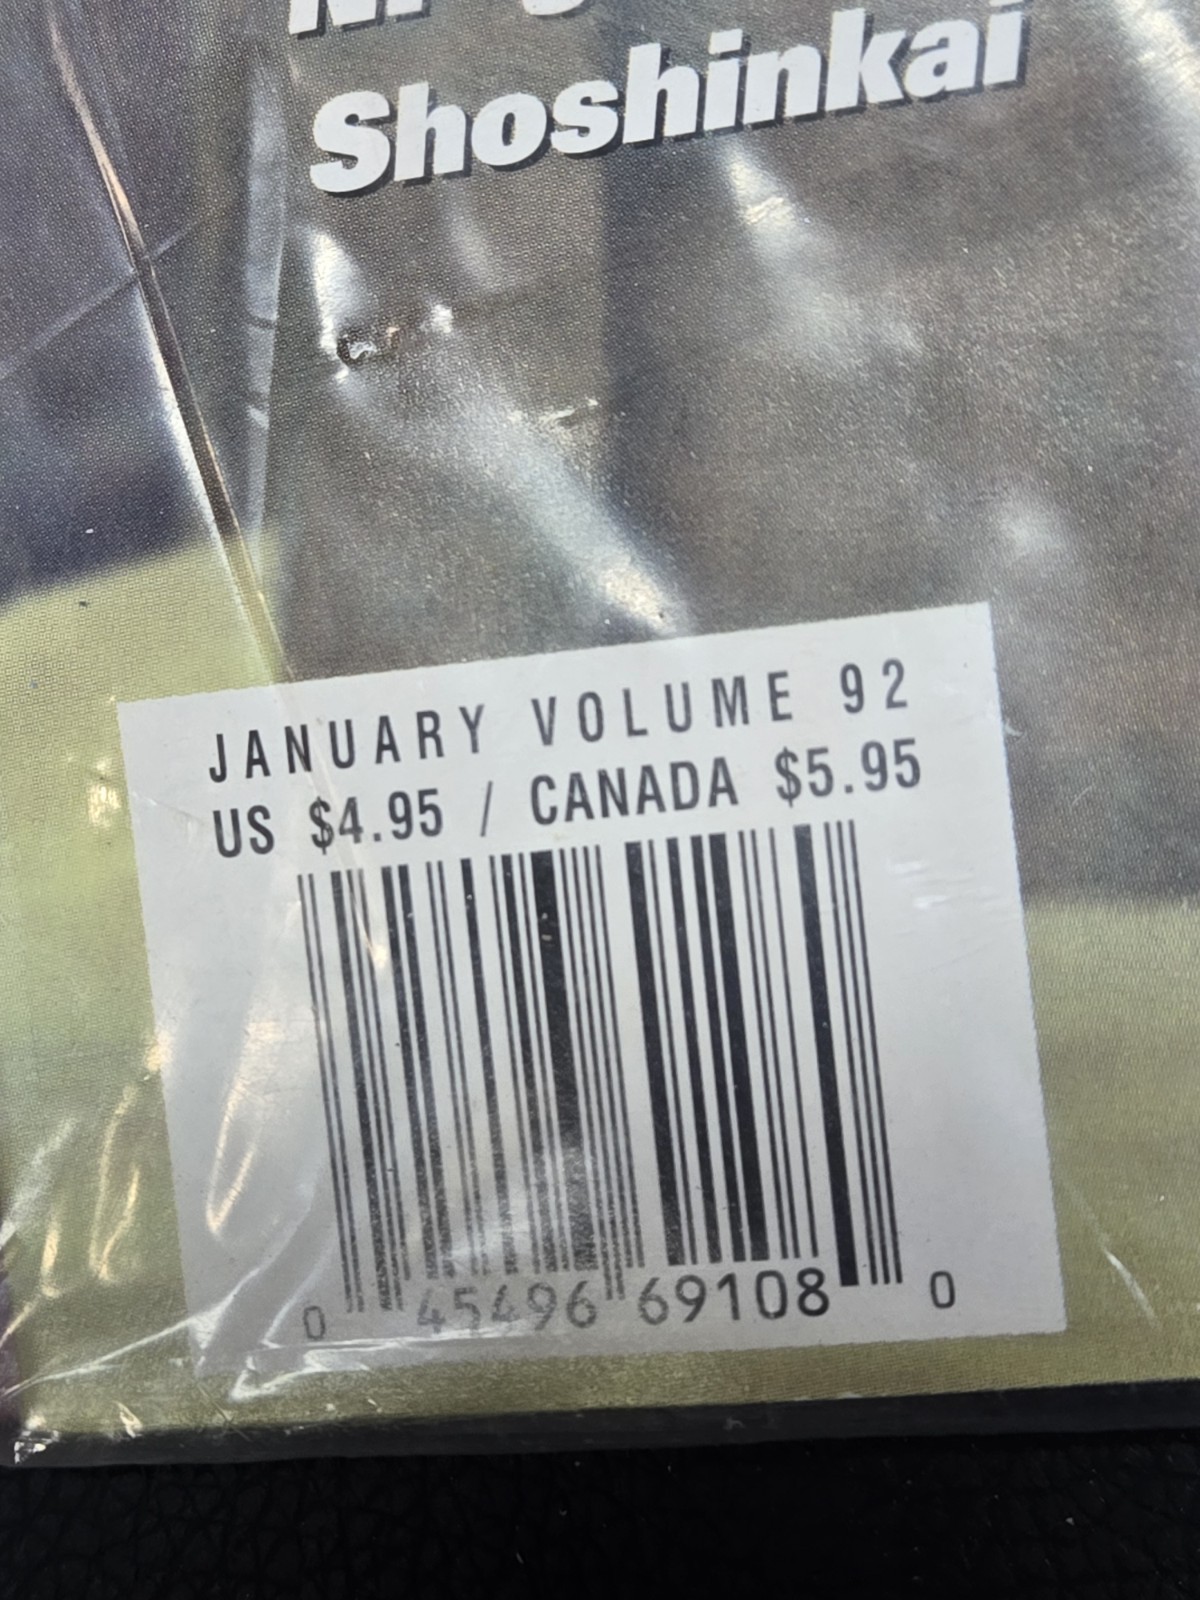 Shoshinkai
JANUARY VOLUME 92
US $4.95 / CANADA $5.95
0 45496 69108 0